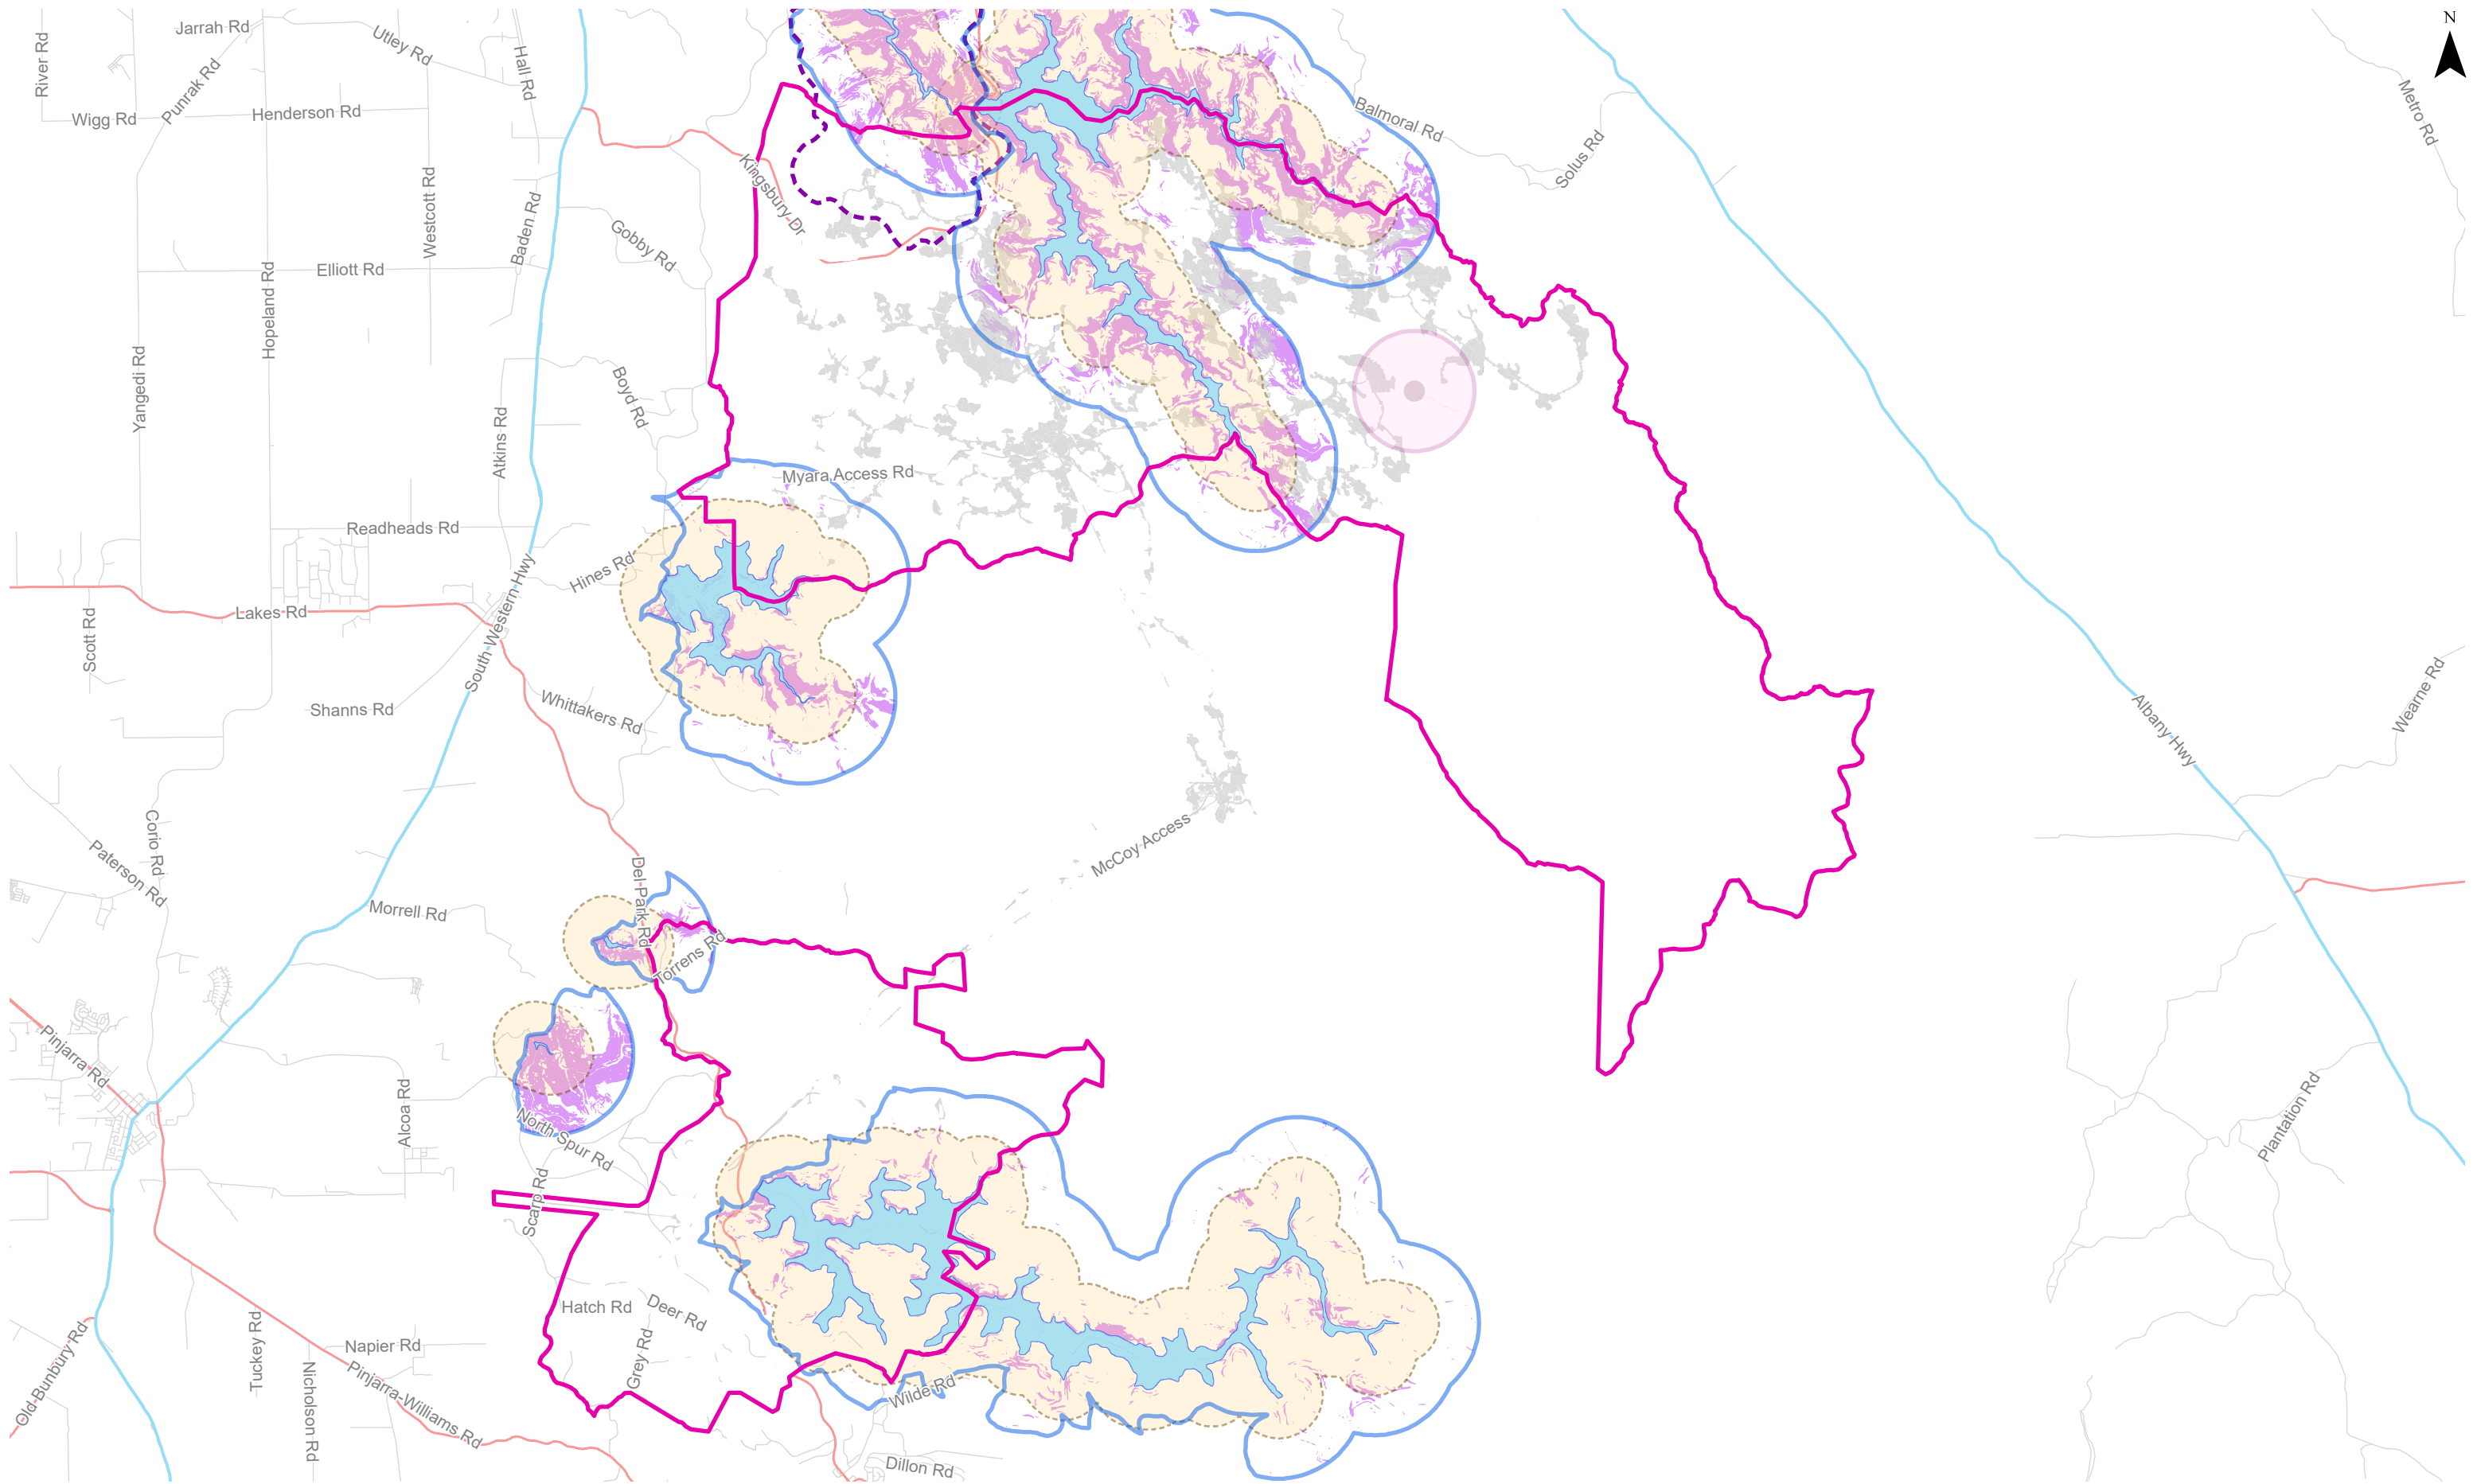 N
River Rd
Jarrah Rd
Utley Rd
Hall Rd
Punrak Rd
Wigg Rd
Henderson Rd
Balmoral Rd
Metro Rd
Solus Rd
Kingsbury Dr
Westcott Rd
Baden Rd
Gobby Rd
Elliott Rd
Hopeland Rd
Yangedi Rd
Boyd Rd
Atkins Rd
Myara Access Rd
Readheads Rd
Hines Rd
Lakes Rd
Scott Rd
South Western Hwy
Shanns Rd
Whittakers Rd
Wearne Rd
Albany Hwy
Corio Rd
Paterson Rd
McCoy Access
Del Park Rd
Morrell Rd
Torrens Rd
Pinjarra Rd
Alcoa Rd
North Spur Rd
Plantation Rd
Scarp Rd
Hatch Rd
Deer Rd
Grey Rd
Old Bunbury Rd
Tuckey Rd
Napier Rd
Nicholson Rd
Pinjarra-Williams Rd
Wilde Rd
Dillon Rd